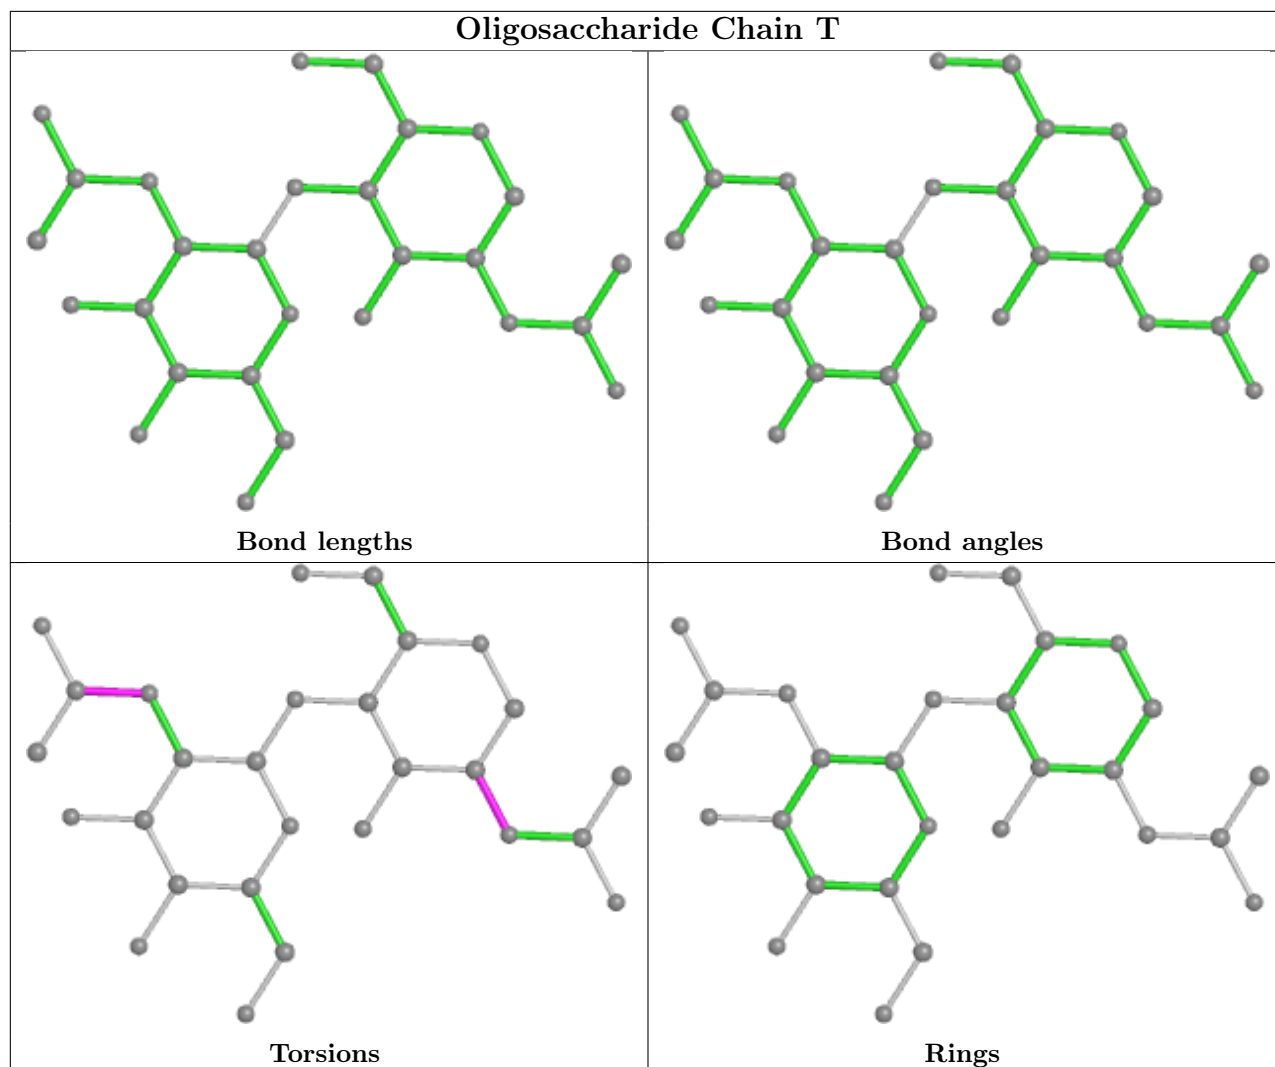 Oligosaccharide Chain T
Bond lengths
Bond angles
Torsions
Rings